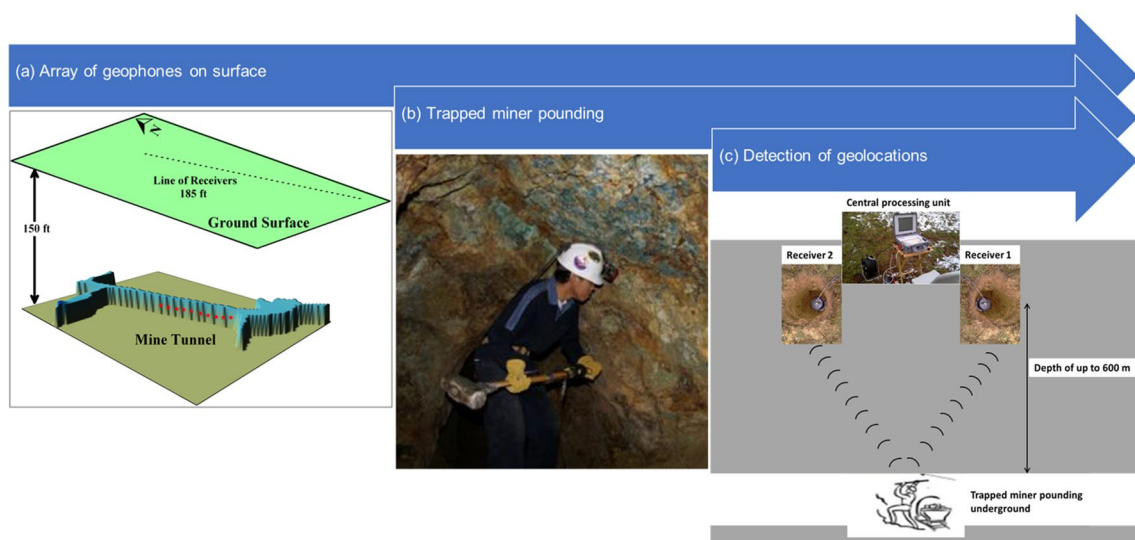 (a) Array of geophones on surface
(b) Trapped miner pounding
(c) Detection of geolocations
N
Line of Receivers
185 ft
Ground Surface
150 ft
Mine Tunnel
Central processing unit
Receiver 2
Receiver 1
Depth of up to 600 m
Trapped miner pounding
underground